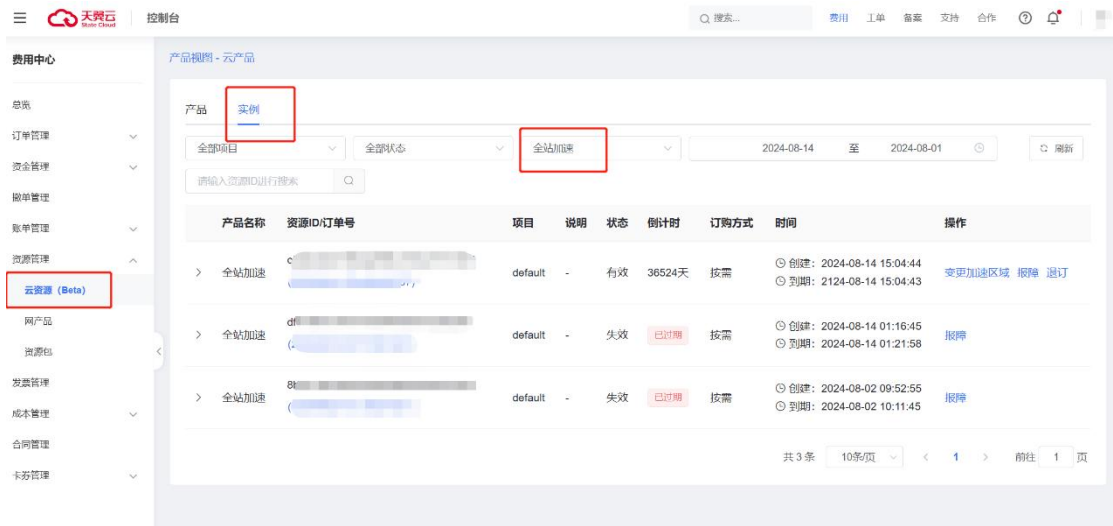 天翼云
State Cloud
控制台
搜索...
费用
工单
备案
支持
合作
费用中心
产品视图 - 云产品
总览
订单管理
资金管理
撤单管理
账单管理
资源管理
云资源（Beta）
网产品
资源包
发票管理
成本管理
合同管理
卡券管理
产品
实例
全部项目
全部状态
全站加速
2024-08-14 至 2024-08-01
刷新
请输入资源ID进行搜索
产品名称 资源ID/订单号 项目 说明 状态 倒计时 订购方式 时间 操作
全站加速 default - 有效 36524天 按需 创建：2024-08-14 15:04:44 变更加速区域 报障 退订
到期：2124-08-14 15:04:43
全站加速 default - 失效 已过期 按需 创建：2024-08-14 01:16:45 报障
到期：2024-08-14 01:21:58
全站加速 default - 失效 已过期 按需 创建：2024-08-02 09:52:55 报障
到期：2024-08-02 10:11:45
共 3 条 10条/页 < 1 > 前往 1 页